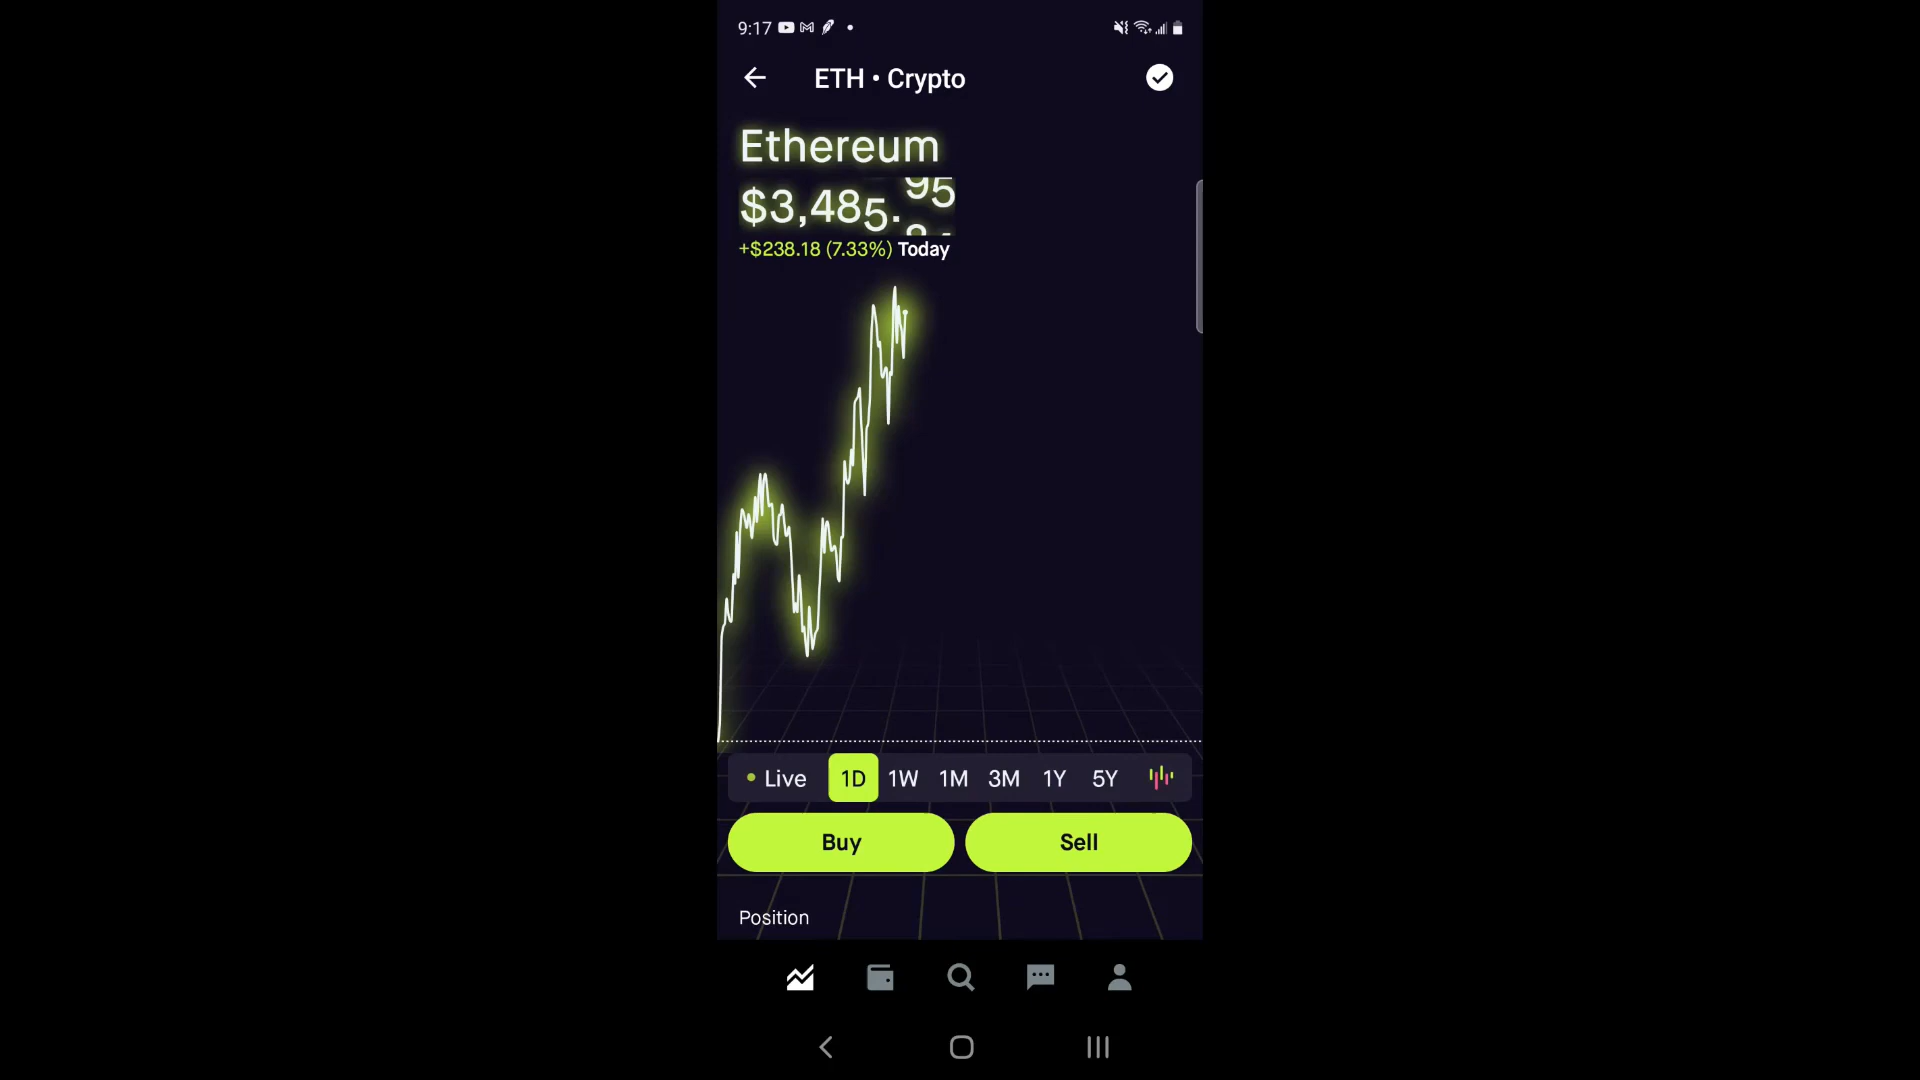 9:17
ETH • Crypto
Ethereum
$3,485.95
+$238.18 (7.33%) Today
Live 1D 1W 1M 3M 1Y 5Y
Buy Sell
Position